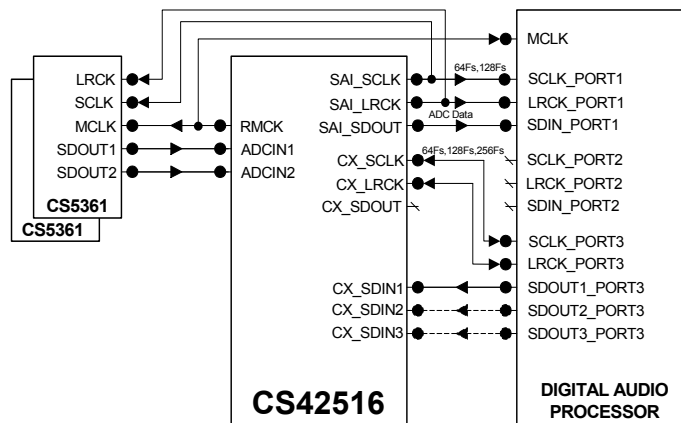 LRCK
SCLK
MCLK
SDOUT1
SDOUT2
CS5361
CS5361
RMCK
ADCIN1
ADCIN2
SAI_SCLK
SAI_LRCK
SAI_SDOUT
CX_SCLK
CX_LRCK
CX_SDOUT
CX_SDIN1
CX_SDIN2
CX_SDIN3
CS42516
64Fs,128Fs
ADC Data
64Fs,128Fs,256Fs
MCLK
SCLK_PORT1
LRCK_PORT1
SDIN_PORT1
SCLK_PORT2
LRCK_PORT2
SDIN_PORT2
SCLK_PORT3
LRCK_PORT3
SDOUT1_PORT3
SDOUT2_PORT3
SDOUT3_PORT3
DIGITAL AUDIO
PROCESSOR